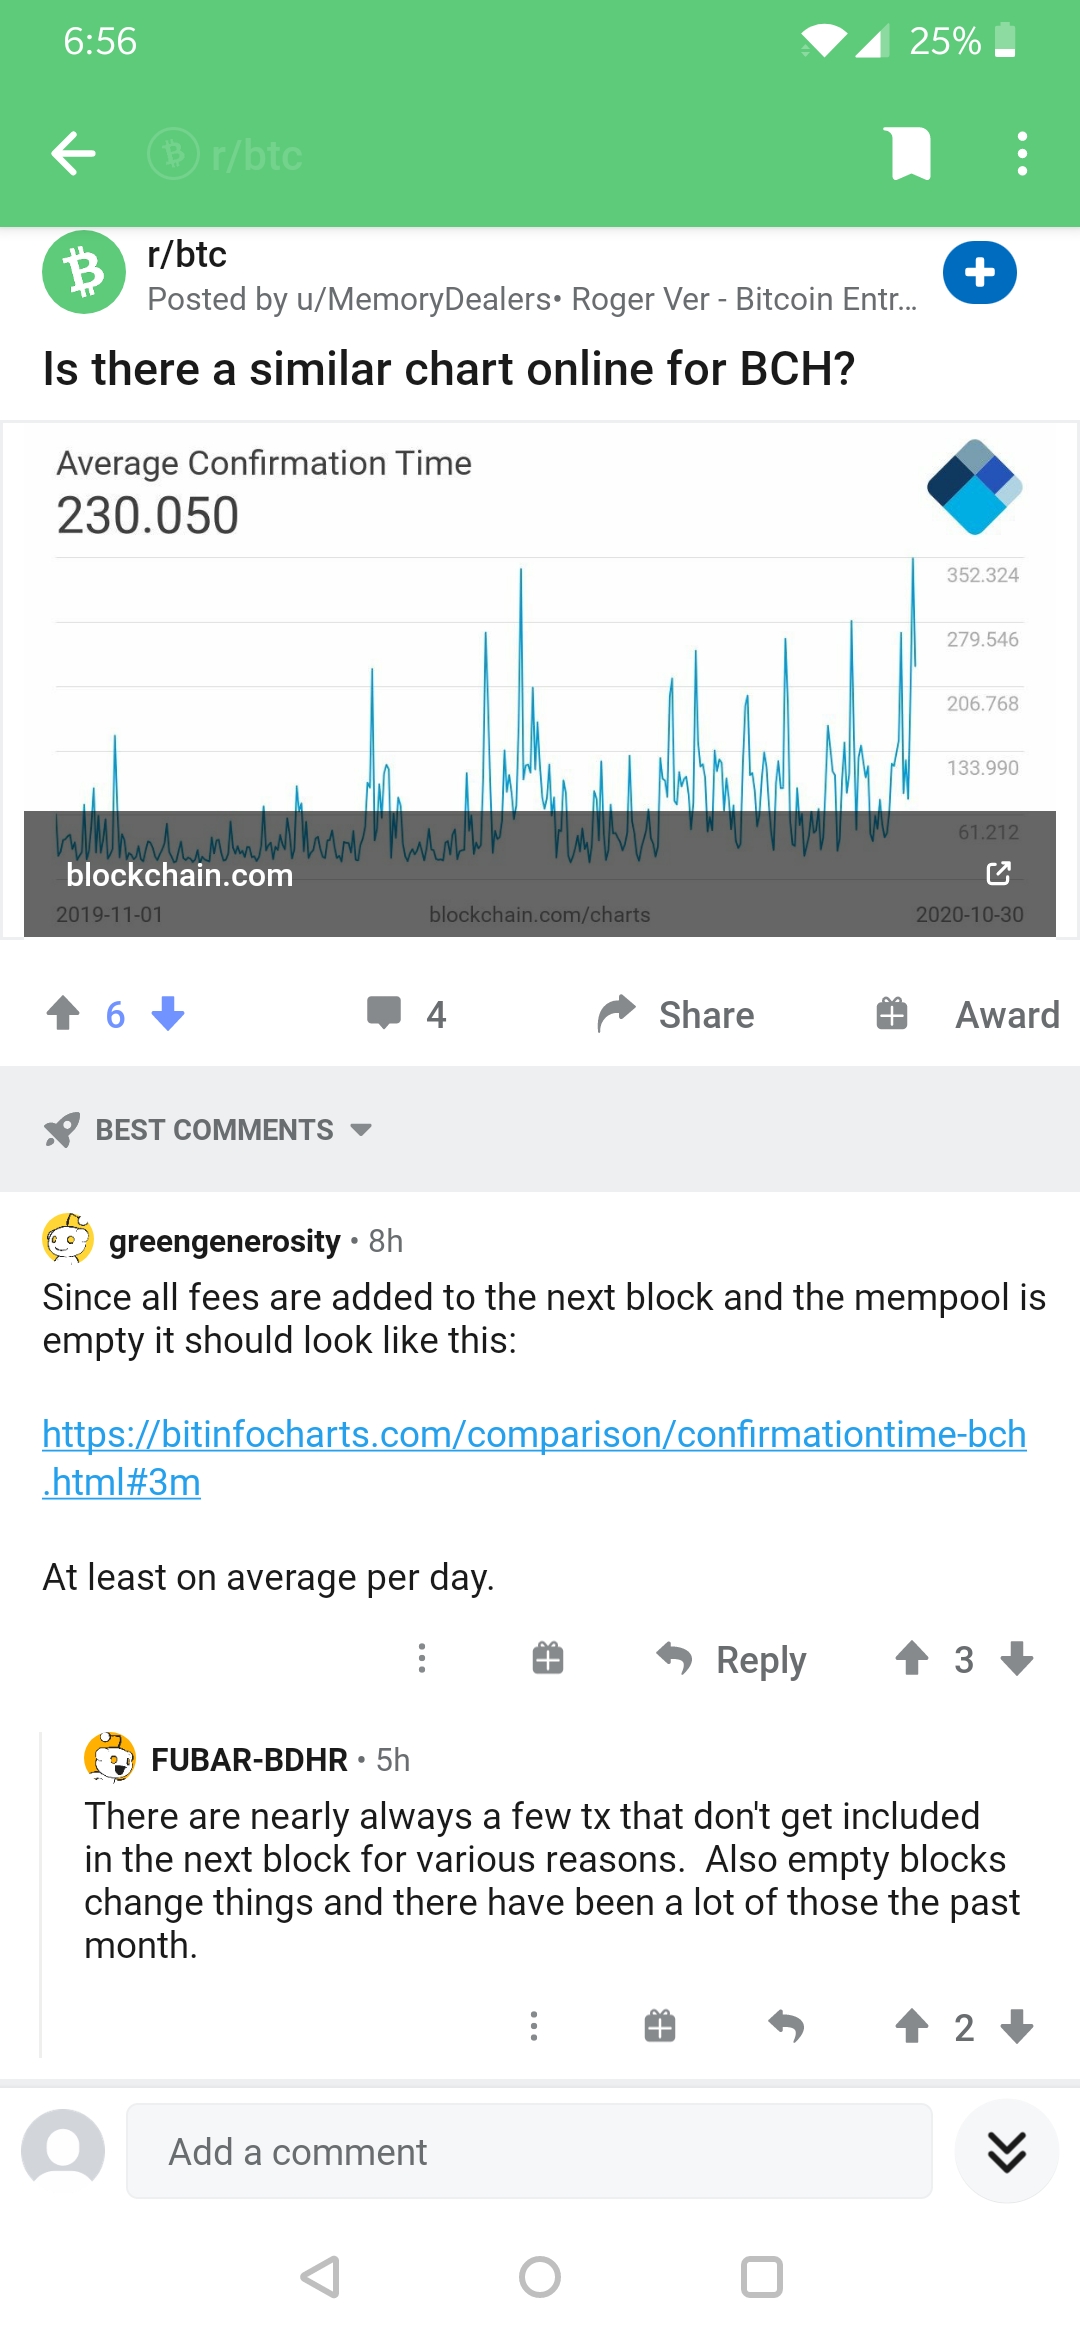 6:56
25%
r/btc
r/btc
Posted by u/MemoryDealers• Roger Ver - Bitcoin Entr...
Is there a similar chart online for BCH?
Average Confirmation Time
230.050
352.324
279.546
206.768
133.990
61.212
blockchain.com
2019-11-01
blockchain.com/charts
2020-10-30
6
4
Share
Award
BEST COMMENTS
greengenerosity • 8h
Since all fees are added to the next block and the mempool is
empty it should look like this:
https://bitinfocharts.com/comparison/confirmationtime-bch
.html#3m
At least on average per day.
Reply
3
FUBAR-BDHR • 5h
There are nearly always a few tx that don't get included
in the next block for various reasons.  Also empty blocks
change things and there have been a lot of those the past
month.
2
Add a comment